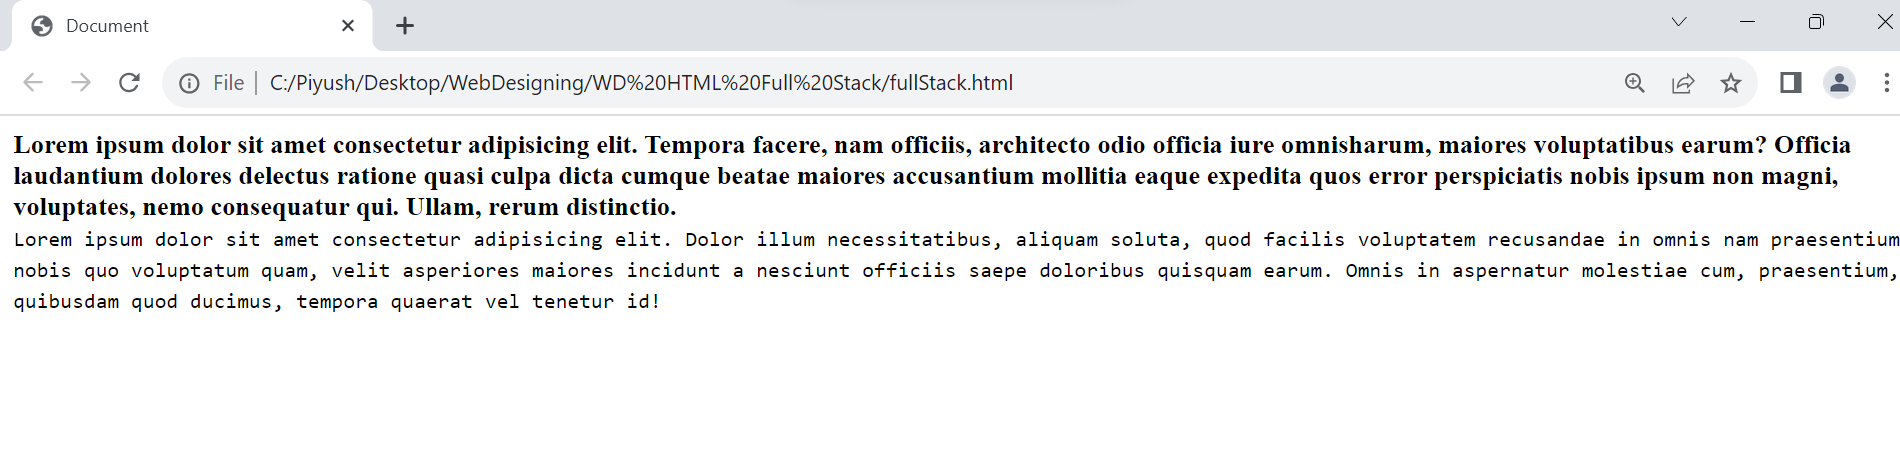 Document
File C:/Piyush/Desktop/WebDesigning/WD%20HTML%20Full%20Stack/fullStack.html
Lorem ipsum dolor sit amet consectetur adipisicing elit. Tempora facere, nam officiis, architecto odio officia iure omnisharum, maiores voluptatibus earum? Officia
laudantium dolores delectus ratione quasi culpa dicta cumque beatae maiores accusantium mollitia eaque expedita quos error perspiciatis nobis ipsum non magni,
voluptates, nemo consequatur qui. Ullam, rerum distinctio.
Lorem ipsum dolor sit amet consectetur adipisicing elit. Dolor illum necessitatibus, aliquam soluta, quod facilis voluptatem recusandae in omnis nam praesentium
nobis quo voluptatum quam, velit asperiores maiores incidunt a nesciunt officiis saepe doloribus quisquam earum. Omnis in aspernatur molestiae cum, praesentium,
quibusdam quod ducimus, tempora quaerat vel tenetur id!